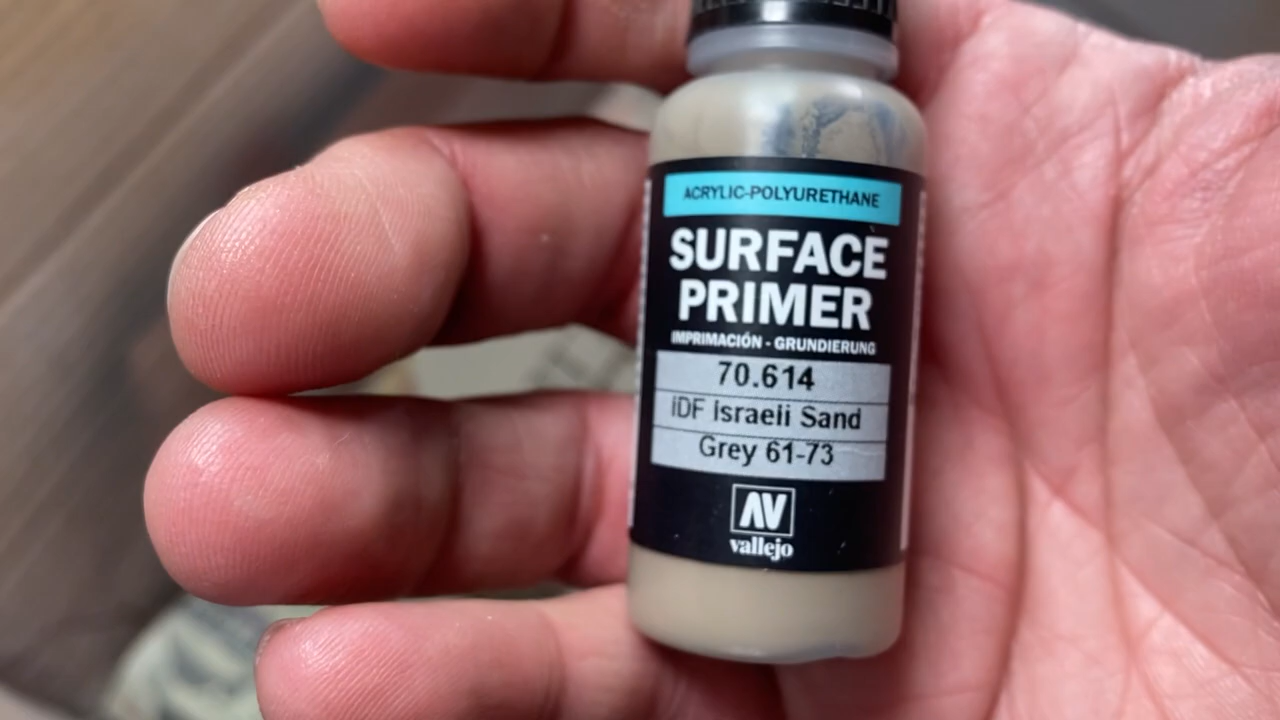 ACRYLIC-POLYURETHANE
SURFACE
PRIMER
IMPRIMACIÓN - GRUNDIERUNG
70.614
IDF Israeli Sand
Grey 61-73
AV
vallejo